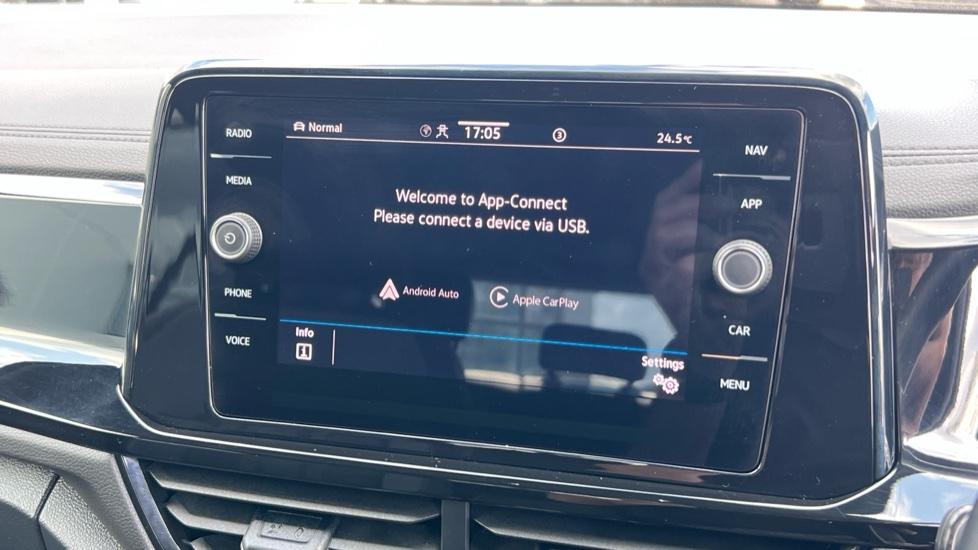 RADIO
MEDIA
PHONE
VOICE
Normal
17:05
3
24.5°C
Welcome to App-Connect
Please connect a device via USB.
Android Auto
Apple CarPlay
Info
Settings
NAV
APP
CAR
MENU